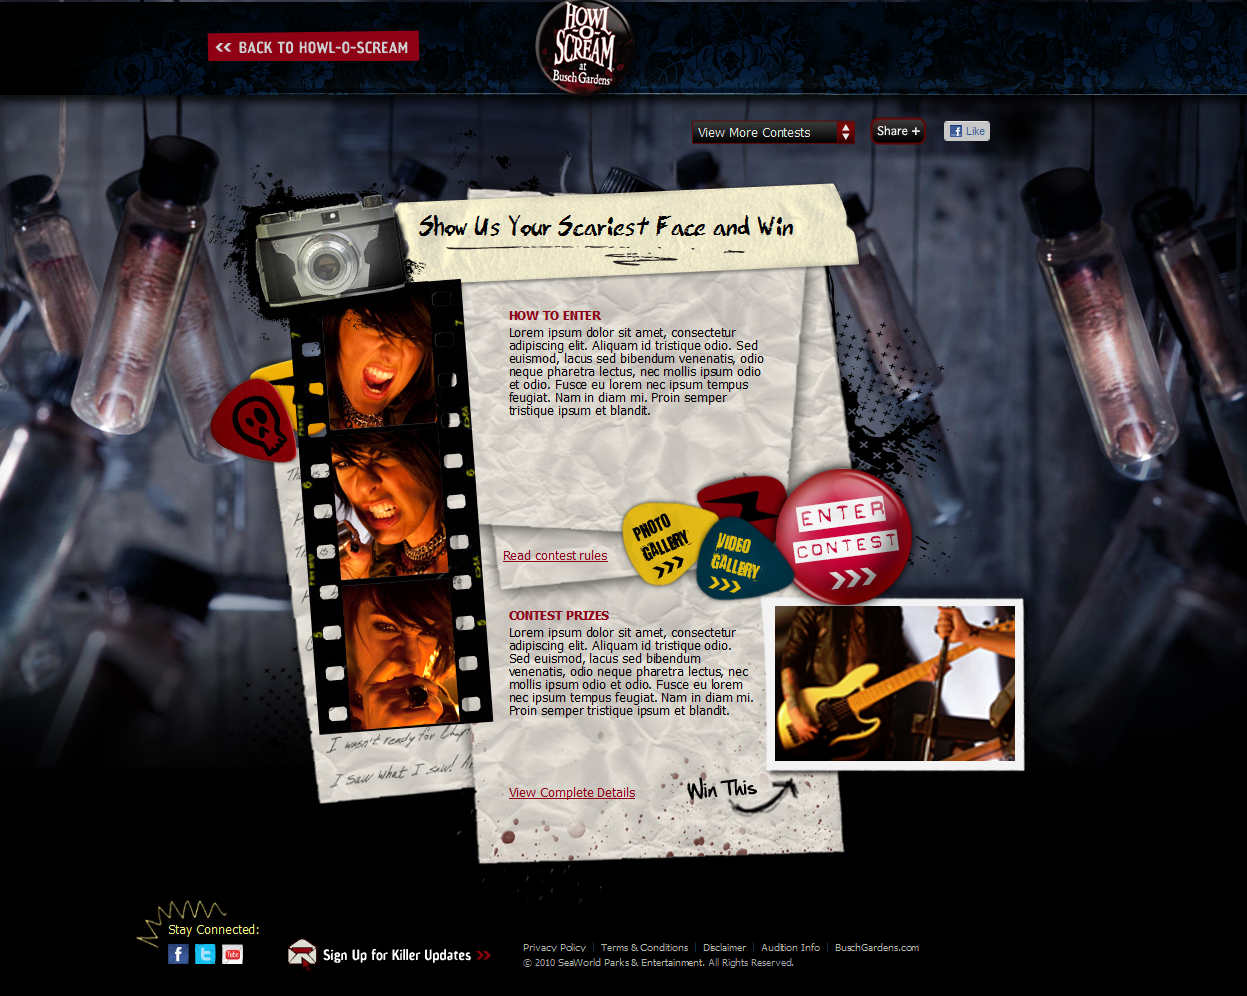 << BACK TO HOWL-O-SCREAM
HOWL
-O-
SCREAM
at
Busch Gardens
View More Contests
Share +
Like
Show Us Your Scariest Face and Win
HOW TO ENTER
Lorem ipsum dolor sit amet, consectetur
adipiscing elit. Aliquam id tristique odio. Sed
euismod, lacus sed bibendum venenatis, odio
neque pharetra lectus, nec mollis ipsum odio
et odio. Fusce eu lorem nec ipsum tempus
feugiat. Nam in diam mi. Proin semper
tristique ipsum et blandit.
PHOTO
GALLERY
>>>
VIDEO
GALLERY
>>>
ENTER
CONTEST
>>>
Read contest rules
CONTEST PRIZES
Lorem ipsum dolor sit amet, consectetur
adipiscing elit. Aliquam id tristique odio.
Sed euismod, lacus sed bibendum
venenatis, odio neque pharetra lectus, nec
mollis ipsum odio et odio. Fusce eu lorem
nec ipsum tempus feugiat. Nam in diam mi.
Proin semper tristique ipsum et blandit.
I wasn't ready for
I saw what I saw!
View Complete Details
Win This
Stay Connected:
f
t
You Tube
Sign Up for Killer Updates >>
Privacy Policy | Terms & Conditions | Disclaimer | Audition Info | BuschGardens.com
© 2010 SeaWorld Parks & Entertainment. All Rights Reserved.